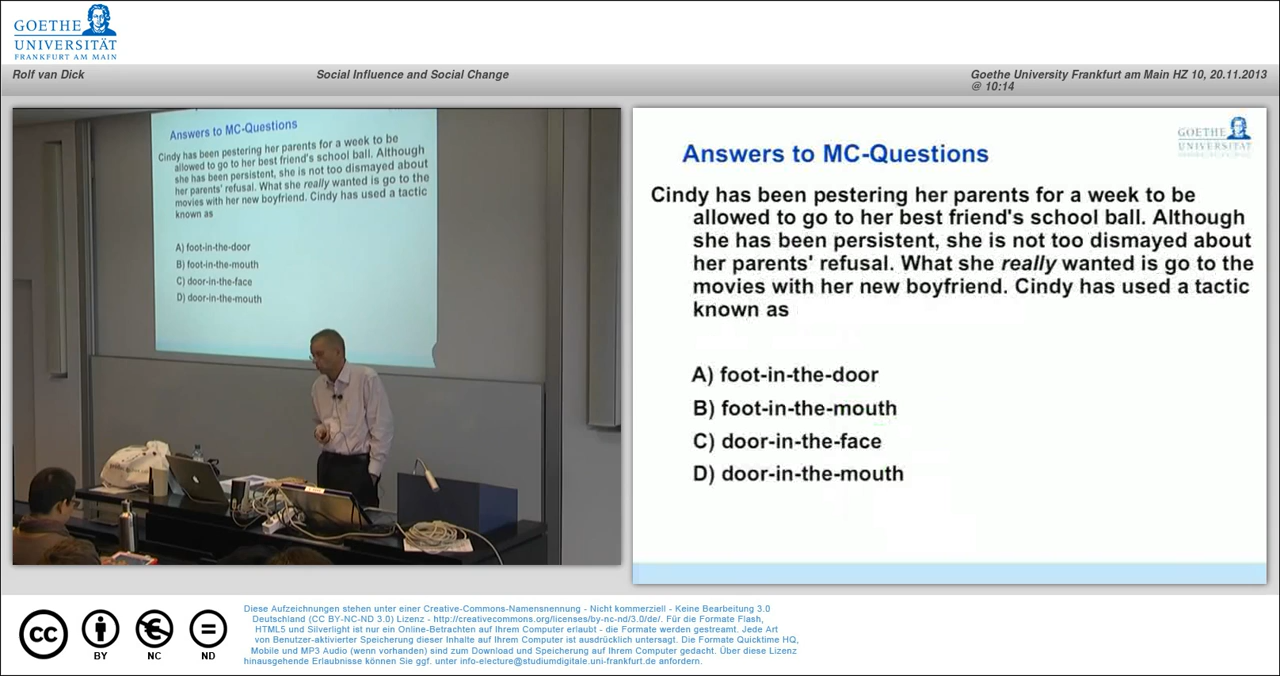 GOETHE
UNIVERSITÄT
FRANKFURT AM MAIN
Rolf van Dick
Social Influence and Social Change
Goethe University Frankfurt am Main HZ 10, 20.11.2013
@ 10:14
Answers to MC-Questions
Cindy has been pestering her parents for a week to be
allowed to go to her best friend's school ball. Although
she has been persistent, she is not too dismayed about
her parents' refusal. What she really wanted is go to the
movies with her new boyfriend. Cindy has used a tactic
known as
A) foot-in-the-door
B) foot-in-the-mouth
C) door-in-the-face
D) door-in-the-mouth
GOETHE
UNIVERSITÄT
Answers to MC-Questions
Cindy has been pestering her parents for a week to be
allowed to go to her best friend's school ball. Although
she has been persistent, she is not too dismayed about
her parents' refusal. What she really wanted is go to the
movies with her new boyfriend. Cindy has used a tactic
known as
A) foot-in-the-door
B) foot-in-the-mouth
C) door-in-the-face
D) door-in-the-mouth
cc
BY
NC
ND
Diese Aufzeichnungen stehen unter einer Creative-Commons-Namensnennung - Nicht kommerziell - Keine Bearbeitung 3.0
Deutschland (CC BY-NC-ND 3.0) Lizenz - http://creativecommons.org/licenses/by-nc-nd/3.0/de/. Für die Formate Flash,
HTML5 und Silverlight ist nur ein Online-Betrachten auf Ihrem Computer erlaubt - die Formate werden gestreamt. Jede Art
von Benutzer-aktivierter Speicherung dieser Inhalte auf Ihrem Computer ist ausdrücklich untersagt. Die Formate Quicktime HQ,
Mobile und MP3 Audio (wenn vorhanden) sind zum Download und Speicherung auf Ihrem Computer gedacht. Über diese Lizenz
hinausgehende Erlaubnisse können Sie ggf. unter info-electure@studiumdigitale.uni-frankfurt.de anfordern.